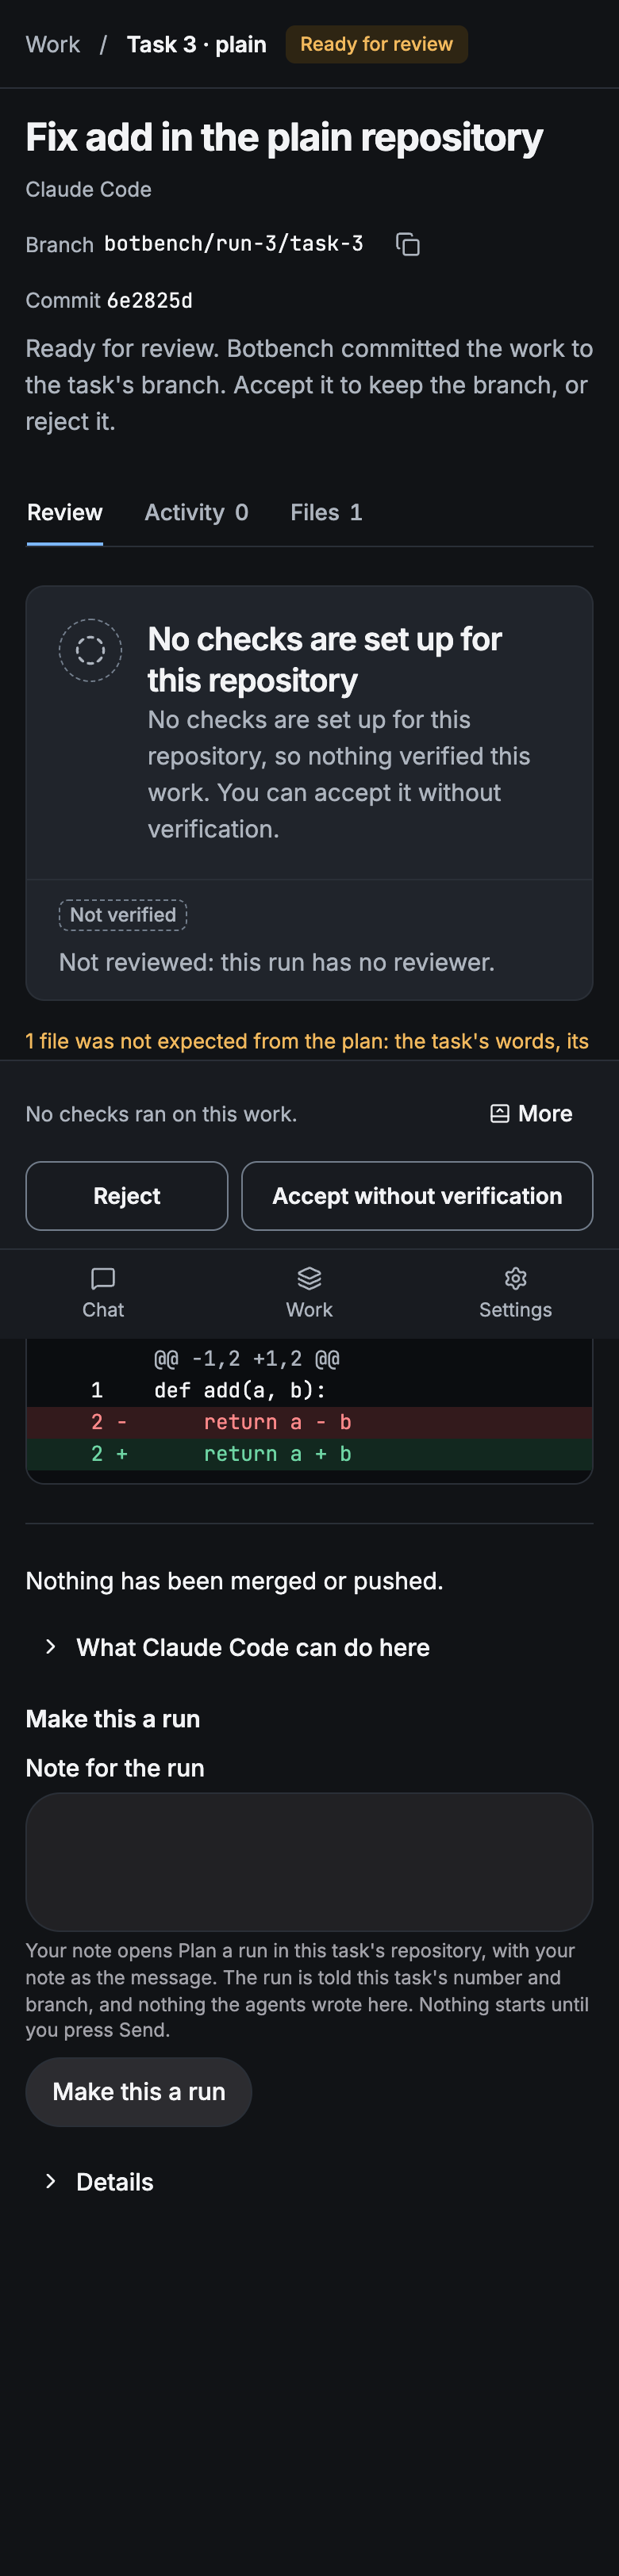 Work / Task 3 · plain Ready for review
Fix add in the plain repository
Claude Code
Branch botbench/run-3/task-3
Commit 6e2825d
Ready for review. Botbench committed the work to
the task's branch. Accept it to keep the branch, or
reject it.
Review Activity 0 Files 1
No checks are set up for
this repository
No checks are set up for this
repository, so nothing verified this
work. You can accept it without
verification.
Not verified
Not reviewed: this run has no reviewer.
1 file was not expected from the plan: the task's words, its
No checks ran on this work. More
Reject Accept without verification
Chat Work Settings
@@ -1,2 +1,2 @@
1 def add(a, b):
2 - return a - b
2 + return a + b
Nothing has been merged or pushed.
What Claude Code can do here
Make this a run
Note for the run
Your note opens Plan a run in this task's repository, with your
note as the message. The run is told this task's number and
branch, and nothing the agents wrote here. Nothing starts until
you press Send.
Make this a run
Details